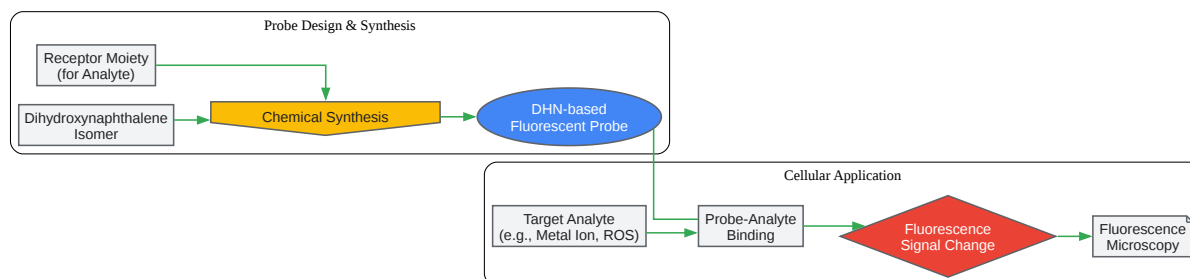 Probe Design & Synthesis
Receptor Moiety
(for Analyte)
Dihydroxynaphthalene
Isomer
Chemical Synthesis
DHN-based
Fluorescent Probe
Cellular Application
Target Analyte
(e.g., Metal Ion, ROS)
Probe-Analyte
Binding
Fluorescence
Signal Change
Fluorescence
Microscopy